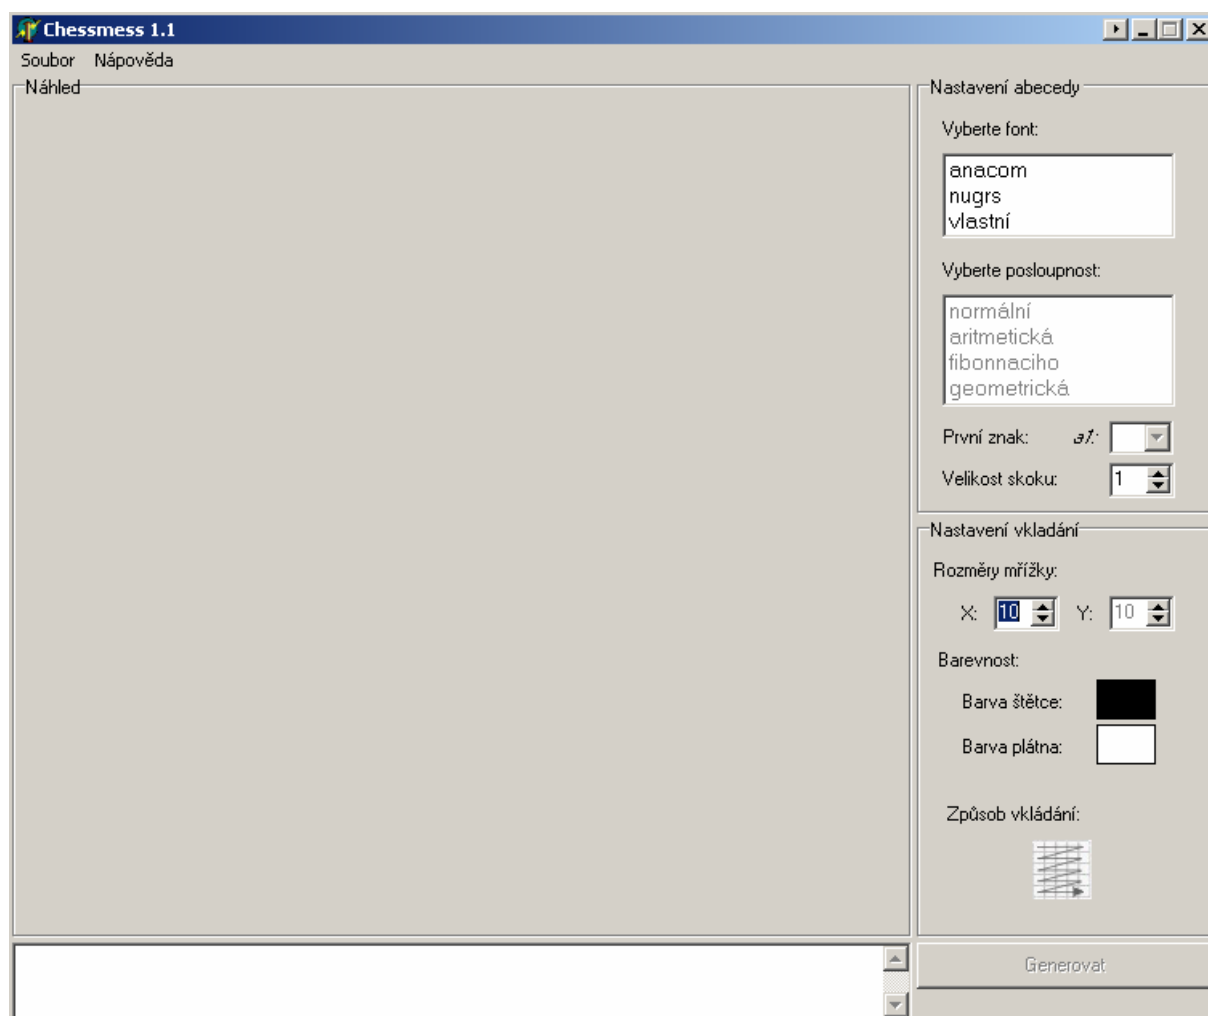 Chessmess 1.1
Soubor Nápověda
Náhled
Nastavení abecedy
Vyberte font:
anacom
nugrs
vlastní
Vyberte posloupnost:
normální
aritmetická
fibonnaciho
geometrická
První znak: a1:
Velikost skoku: 1
Nastavení vkladání
Rozměry mřížky:
X: 10 Y: 10
Barevnost:
Barva štětce:
Barva plátna:
Způsob vkládání:
Generovat